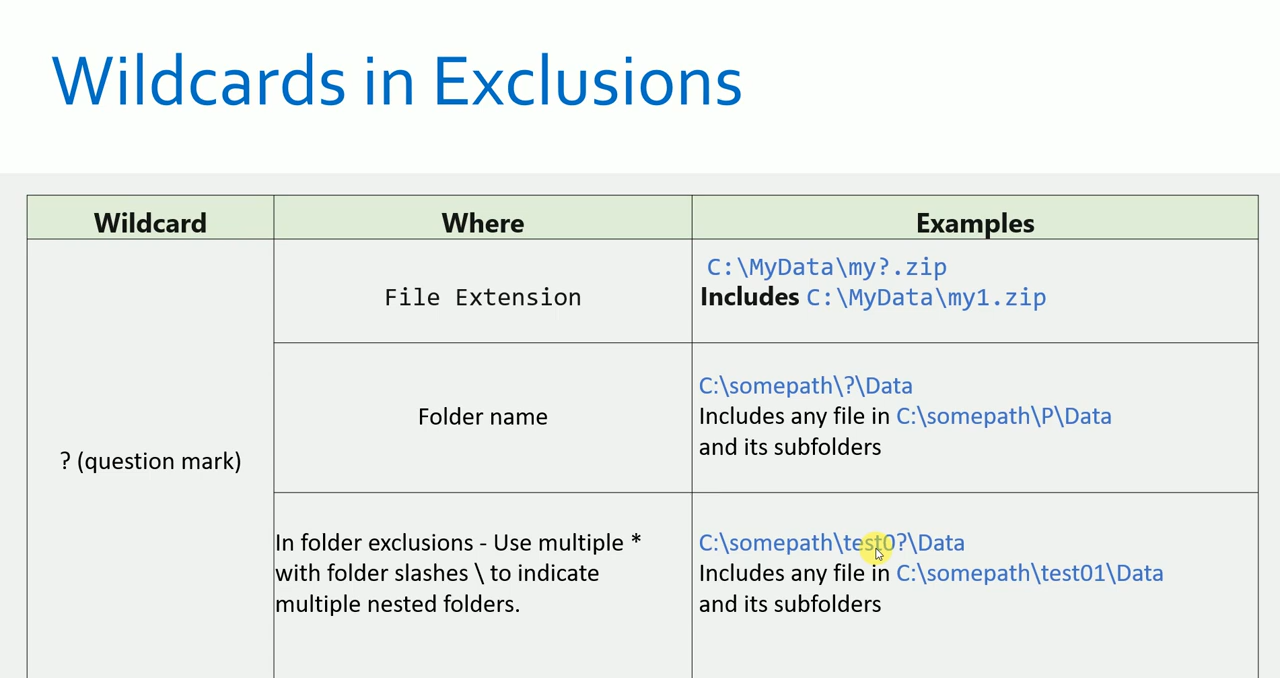 Wildcards in Exclusions
Wildcard
Where
Examples
? (question mark)
File Extension
C:\MyData\my?.zip
Includes C:\MyData\my1.zip
Folder name
C:\somepath\?\Data
Includes any file in C:\somepath\P\Data
and its subfolders
In folder exclusions - Use multiple *
with folder slashes \ to indicate
multiple nested folders.
C:\somepath\test0?\Data
Includes any file in C:\somepath\test01\Data
and its subfolders